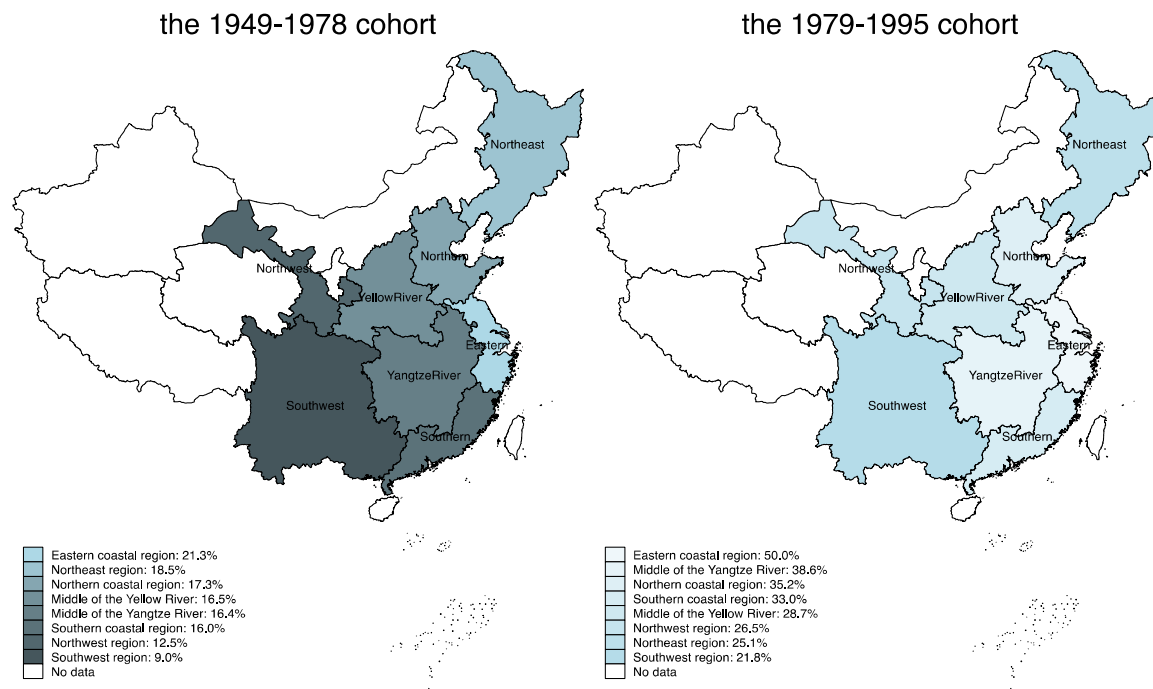 the 1949-1978 cohort
Northeast
Northern
Northwest
YellowRiver
Eastern
YangtzeRiver
Southwest
Southern
Eastern coastal region: 21.3%
Northeast region: 18.5%
Northern coastal region: 17.3%
Middle of the Yellow River: 16.5%
Middle of the Yangtze River: 16.4%
Southern coastal region: 16.0%
Northwest region: 12.5%
Southwest region: 9.0%
No data
the 1979-1995 cohort
Northeast
Northern
Northwest
YellowRiver
Eastern
YangtzeRiver
Southwest
Southern
Eastern coastal region: 50.0%
Middle of the Yangtze River: 38.6%
Northern coastal region: 35.2%
Southern coastal region: 33.0%
Middle of the Yellow River: 28.7%
Northwest region: 26.5%
Northeast region: 25.1%
Southwest region: 21.8%
No data